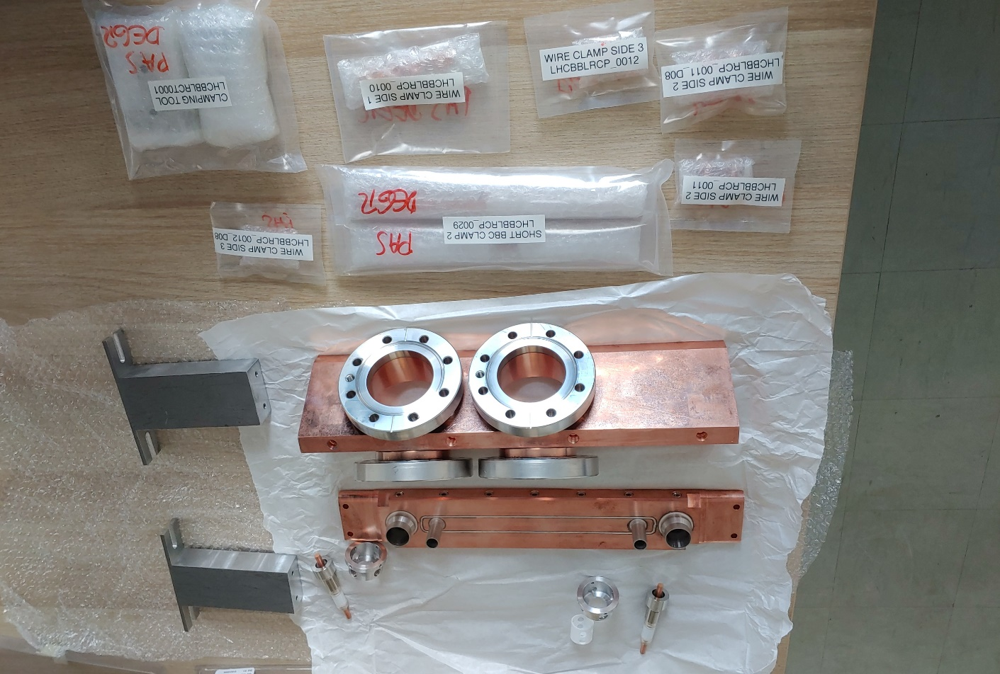 DEGR
PAS
CLAMPING TOOL
LHCBBLRCT0001
WIRE CLAMP SIDE 1
LHCBBLRCP_0010
WIRE CLAMP SIDE 3
LHCBBLRCP_0012
WIRE CLAMP SIDE 2
LHCBBLRCP_0011_D08
WIRE CLAMP SIDE 3
LHCBBLRCP_0012_D08
DEGR
PAS
SHORT BBC CLAMP 2
LHCBBLRCP_0029
WIRE CLAMP SIDE 2
LHCBBLRCP_0011